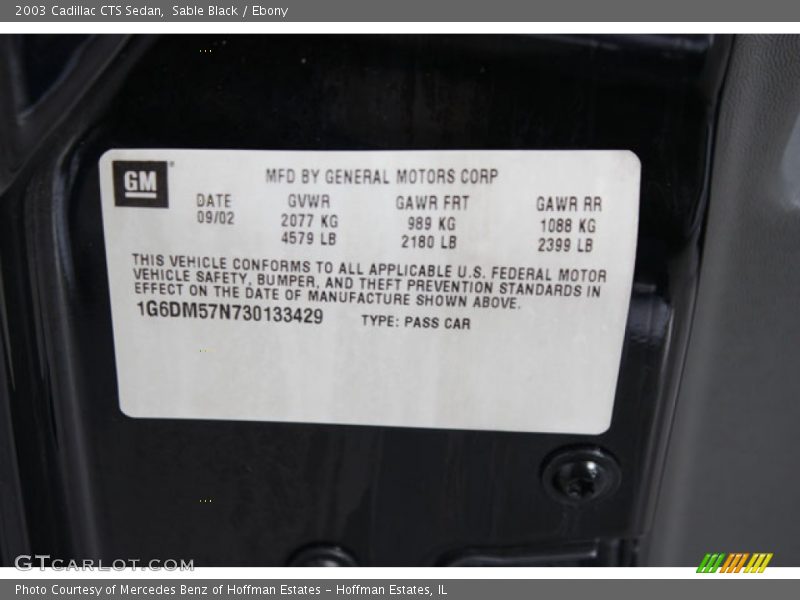 2003 Cadillac CTS Sedan, Sable Black / Ebony
GM
MFD BY GENERAL MOTORS CORP
DATE GVWR GAWR FRT GAWR RR
09/02 2077 KG 989 KG 1088 KG
4579 LB 2180 LB 2399 LB
THIS VEHICLE CONFORMS TO ALL APPLICABLE U.S. FEDERAL MOTOR
VEHICLE SAFETY, BUMPER, AND THEFT PREVENTION STANDARDS IN
EFFECT ON THE DATE OF MANUFACTURE SHOWN ABOVE.
1G6DM57N730133429 TYPE: PASS CAR
GTCARLOT.COM
Photo Courtesy of Mercedes Benz of Hoffman Estates - Hoffman Estates, IL